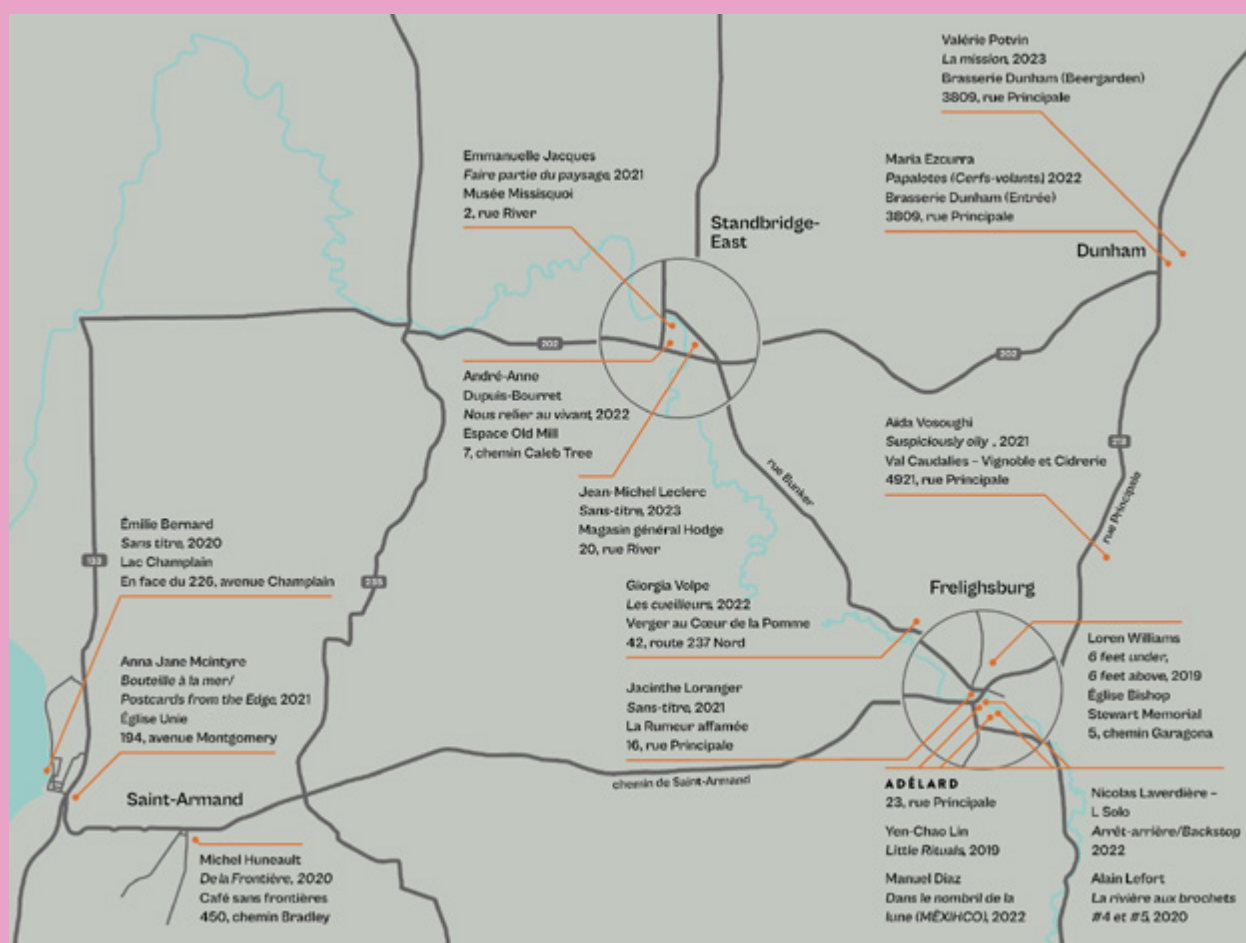 Valérie Potvin
La mission, 2023
Brasserie Dunham (Beergarden)
3809, rue Principale
Emmanuelle Jacques
Faire partie du paysage, 2021
Musée Missisquoi
2, rue River
Maria Ezcurra
Papalotes (Cerfs-volants) 2022
Brasserie Dunham (Entrée)
3809, rue Principale
Standbridge-
East
Dunham
202
202
André-Anne
Dupuis-Bourret
Nous relier au vivant, 2022
Espace Old Mill
7, chemin Caleb Tree
Aida Vosoughi
Suspiciously oily , 2021
Val Caudalies – Vignoble et Cidrerie
4921, rue Principale
rue Bunker
rue Principale
Jean-Michel Leclerc
Sans-titre, 2023
Magasin général Hodge
20, rue River
Émilie Bernard
Sans titre, 2020
Lac Champlain
En face du 226, avenue Champlain
133
235
Giorgia Volpe
Les cueilleurs, 2022
Verger au Cœur de la Pomme
42, route 237 Nord
Frelighsburg
Loren Williams
6 feet under,
6 feet above, 2019
Église Bishop
Stewart Memorial
5, chemin Garagona
Anna Jane McIntyre
Bouteille à la mer/
Postcards from the Edge, 2021
Église Unie
194, avenue Montgomery
Jacinthe Loranger
Sans-titre, 2021
La Rumeur affamée
16, rue Principale
chemin de Saint-Armand
Saint-Armand
ADÉLARD
23, rue Principale
Yen-Chao Lin
Little Rituals, 2019
Manuel Diaz
Dans le nombril de la
lune (MĒXIHCO), 2022
Nicolas Laverdière –
L Solo
Arrêt-arrière/Backstop
2022
Alain Lefort
La rivière aux brochets
#4 et #5, 2020
Michel Huneault
De la Frontière, 2020
Café sans frontières
450, chemin Bradley